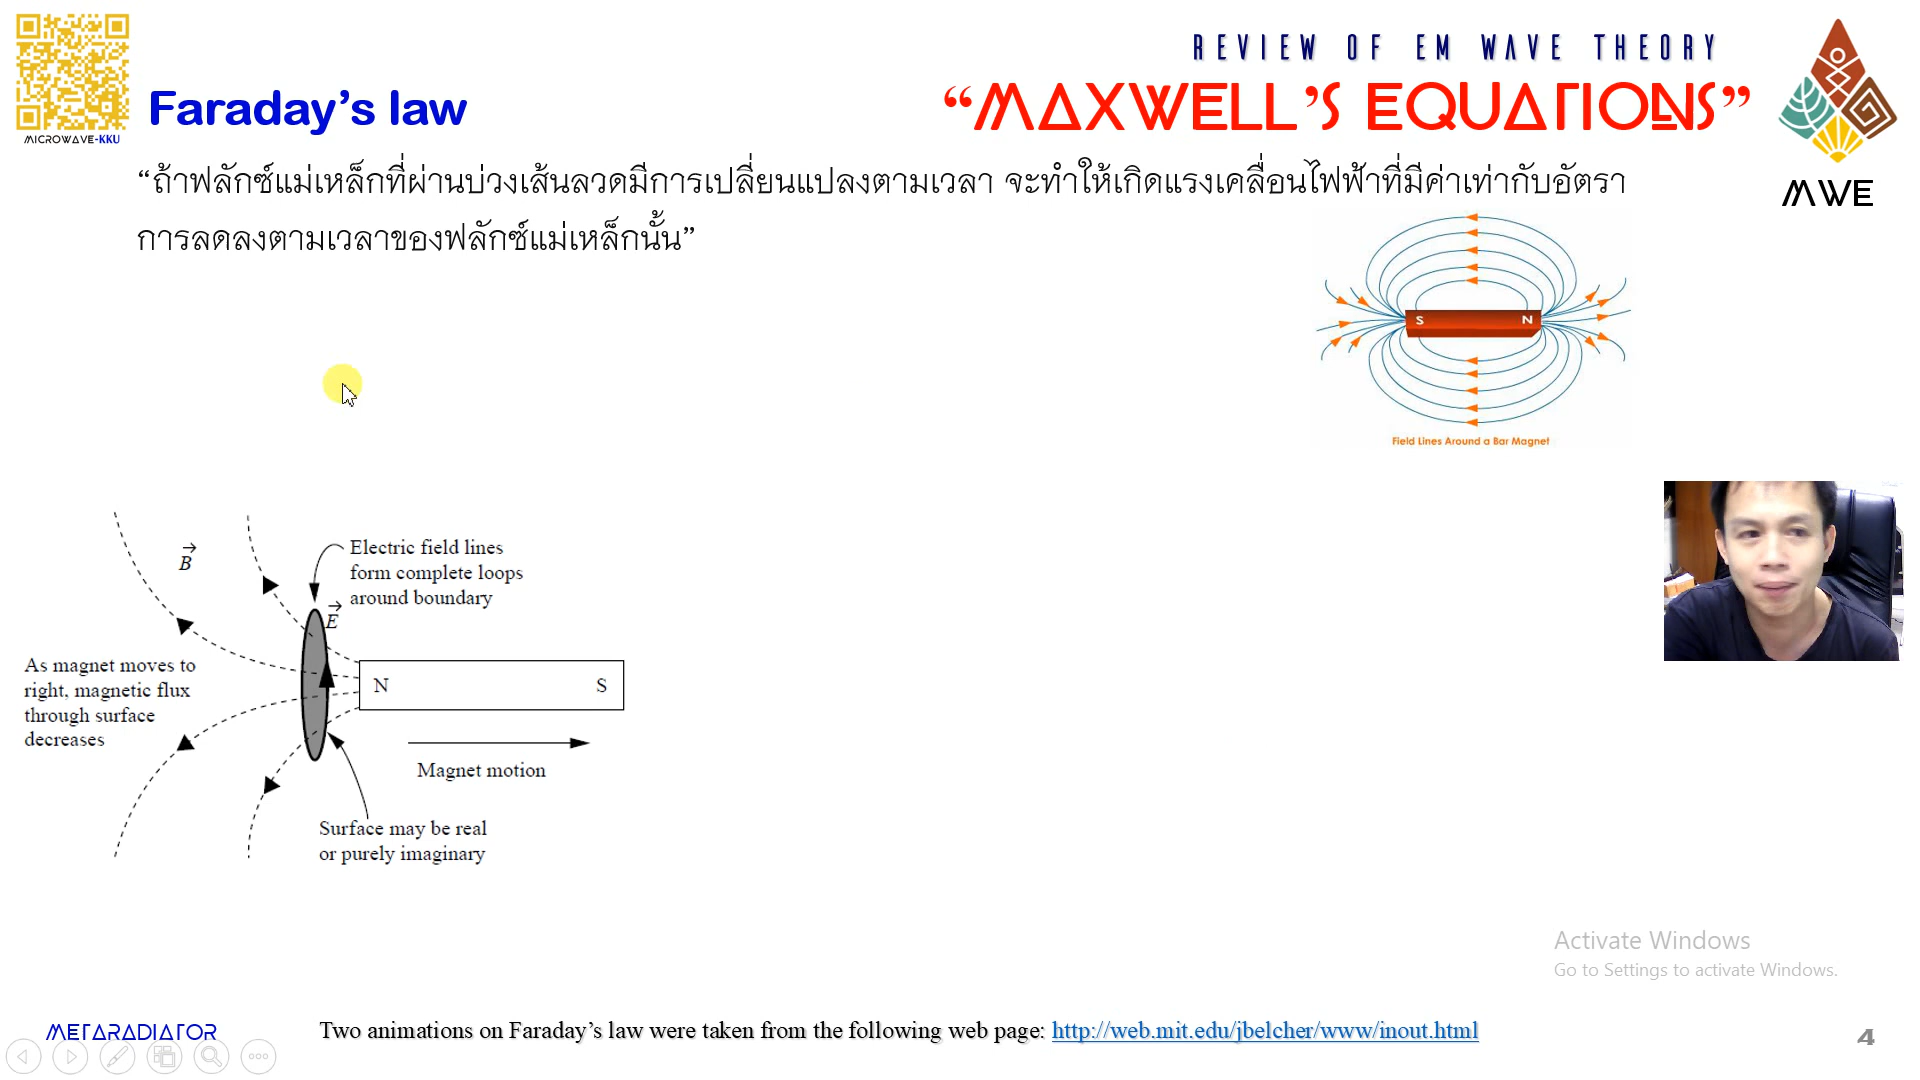 REVIEW OF EM WAVE THEORY
Faraday’s law
“MAXWELL’S EQUATIONS”
MICROWAVE-KKU
MWE
“ถ้าฟลักซ์แม่เหล็กที่ผ่านบ่วงเส้นลวดมีการเปลี่ยนแปลงตามเวลา จะทำให้เกิดแรงเคลื่อนไฟฟ้าที่มีค่าเท่ากับอัตรา
การลดลงตามเวลาของฟลักซ์แม่เหล็กนั้น”
S N
Field Lines Around a Bar Magnet
B
Electric field lines
form complete loops
around boundary
E
As magnet moves to
right, magnetic flux
through surface
decreases
N S
Magnet motion
Surface may be real
or purely imaginary
Activate Windows
Go to Settings to activate Windows.
METARADIATOR
Two animations on Faraday’s law were taken from the following web page: http://web.mit.edu/jbelcher/www/inout.html
4